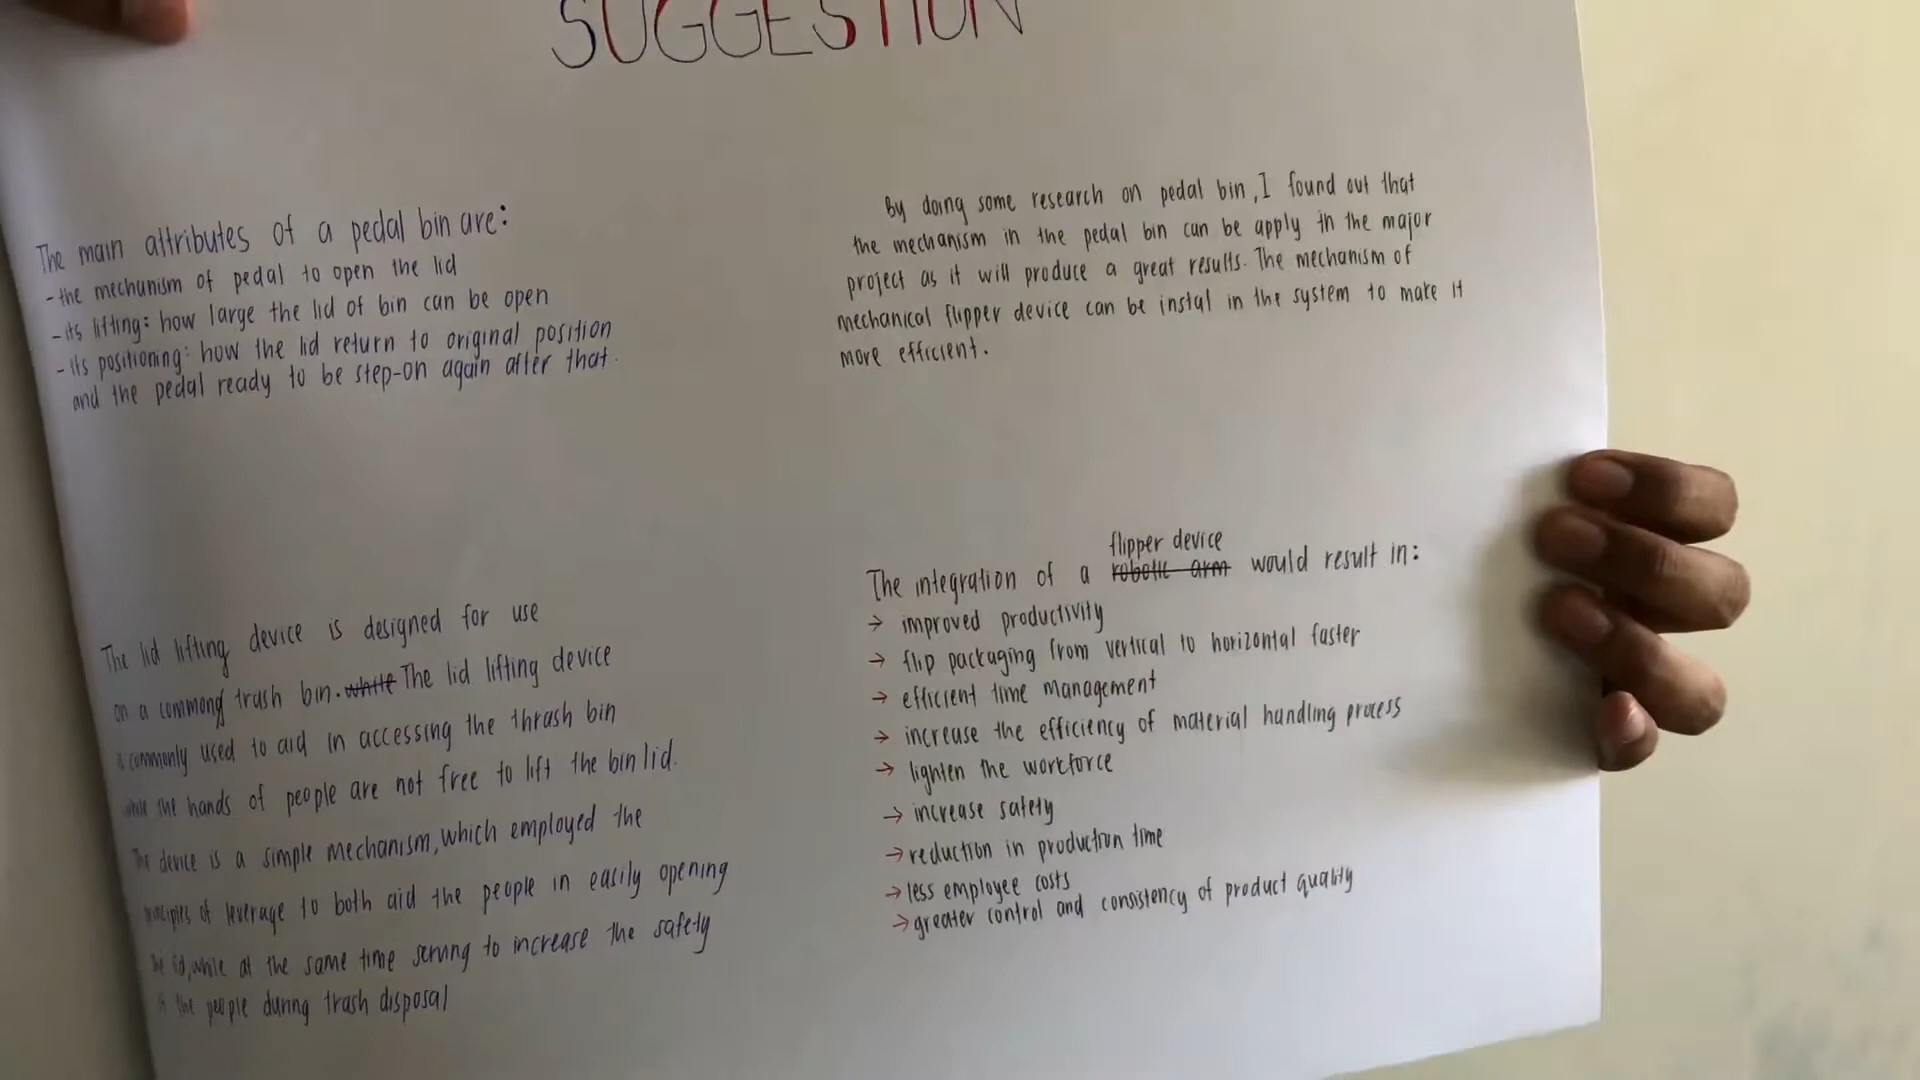 SUGGESTION
The main attributes of a pedal bin are:
- the mechanism of pedal to open the lid
- its lifting: how large the lid of bin can be open
- its positioning: how the lid return to original position
and the pedal ready to be step-on again after that.
The lid lifting device is designed for use
on a commong trash bin. white The lid lifting device
commonly used to aid in accessing the thrash bin
while the hands of people are not free to lift the bin lid.
The device is a simple mechanism, which employed the
principles of leverage to both aid the people in easily opening
the lid, while at the same time serving to increase the safety
the people during trash disposal
By doing some research on pedal bin, I found out that
the mechanism in the pedal bin can be apply in the major
project as it will produce a great results. The mechanism of
mechanical flipper device can be instal in the system to make it
more efficient.
flipper device
The integration of a robotic arm would result in:
→ improved productivity
→ flip packaging from vertical to horizontal faster
→ efficient time management
→ increase the efficiency of material handling process
→ lighten the workforce
→ increase safety
→ reduction in production time
→ less employee costs
→ greater control and consistency of product quality